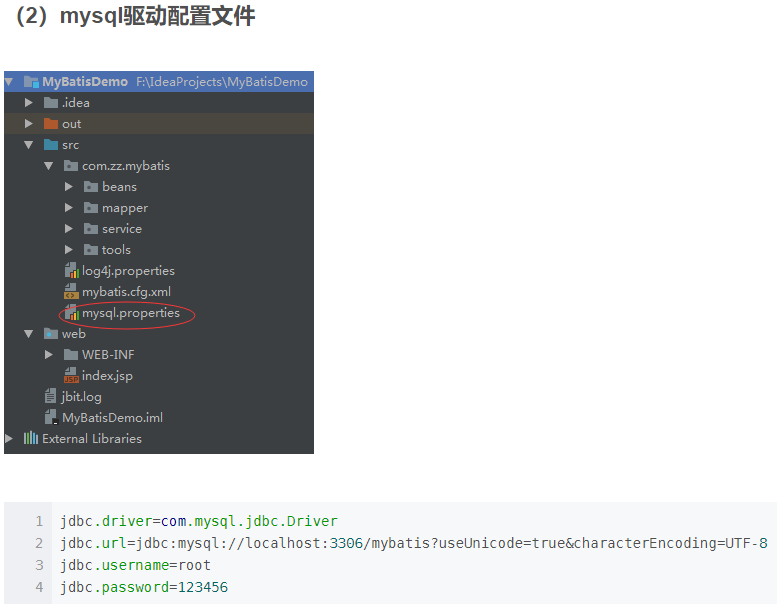 （2）mysql驱动配置文件
MyBatisDemo F:\IdeaProjects\MyBatisDemo
.idea
out
src
com.zz.mybatis
beans
mapper
service
tools
log4j.properties
mybatis.cfg.xml
mysql.properties
web
WEB-INF
JSP index.jsp
jbit.log
MyBatisDemo.iml
External Libraries
1 jdbc.driver=com.mysql.jdbc.Driver
2 jdbc.url=jdbc:mysql://localhost:3306/mybatis?useUnicode=true&characterEncoding=UTF-8
3 jdbc.username=root
4 jdbc.password=123456